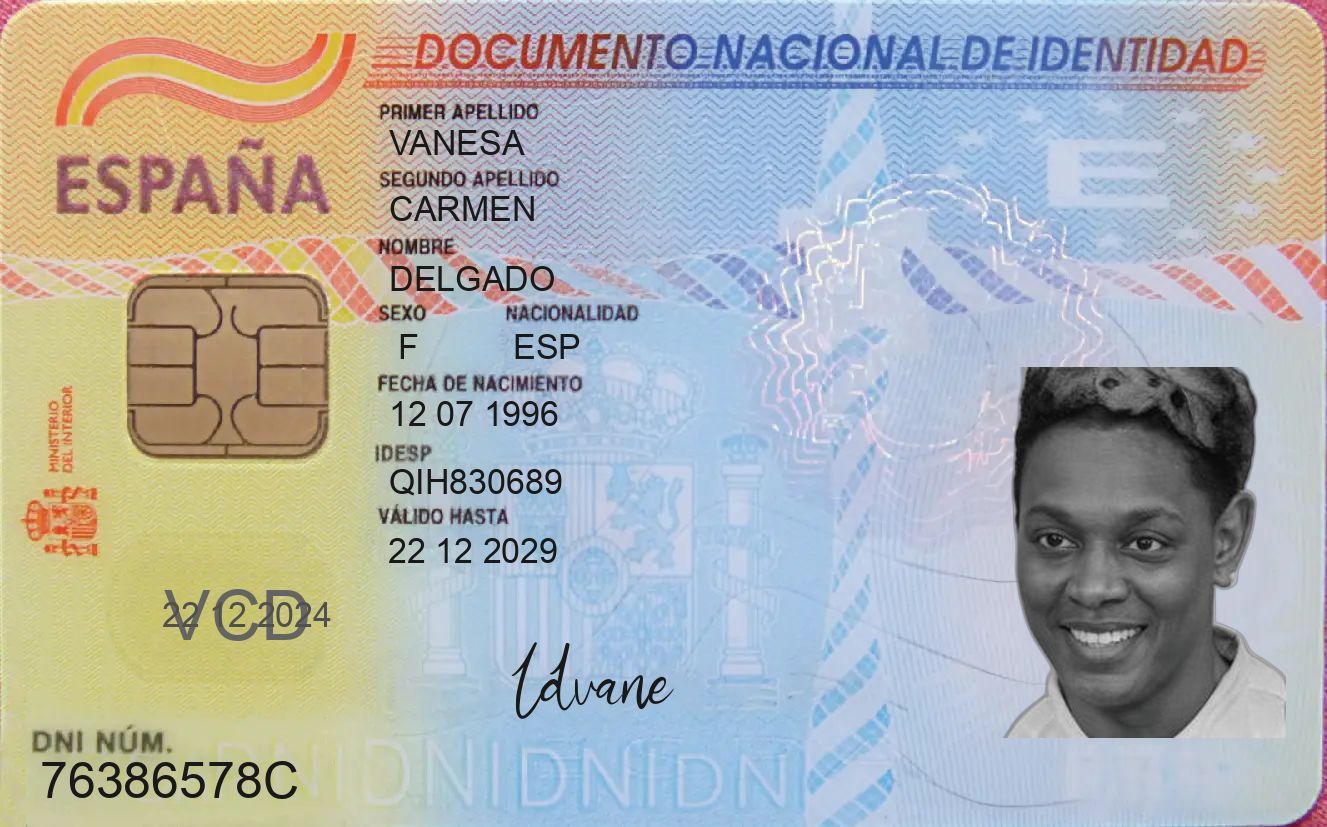 DOCUMENTO NACIONAL DE IDENTIDAD
ESPAÑA
PRIMER APELLIDO
VANESA
SEGUNDO APELLIDO
CARMEN
NOMBRE
DELGADO
SEXO NACIONALIDAD
F ESP
FECHA DE NACIMIENTO
12 07 1996
IDESP
QIH830689
VÁLIDO HASTA
22 12 2029
MINISTERIO
DEL INTERIOR
E
VCD
22 12 2024
DNI NÚM.
76386578C
DNIDNIDNIDNI